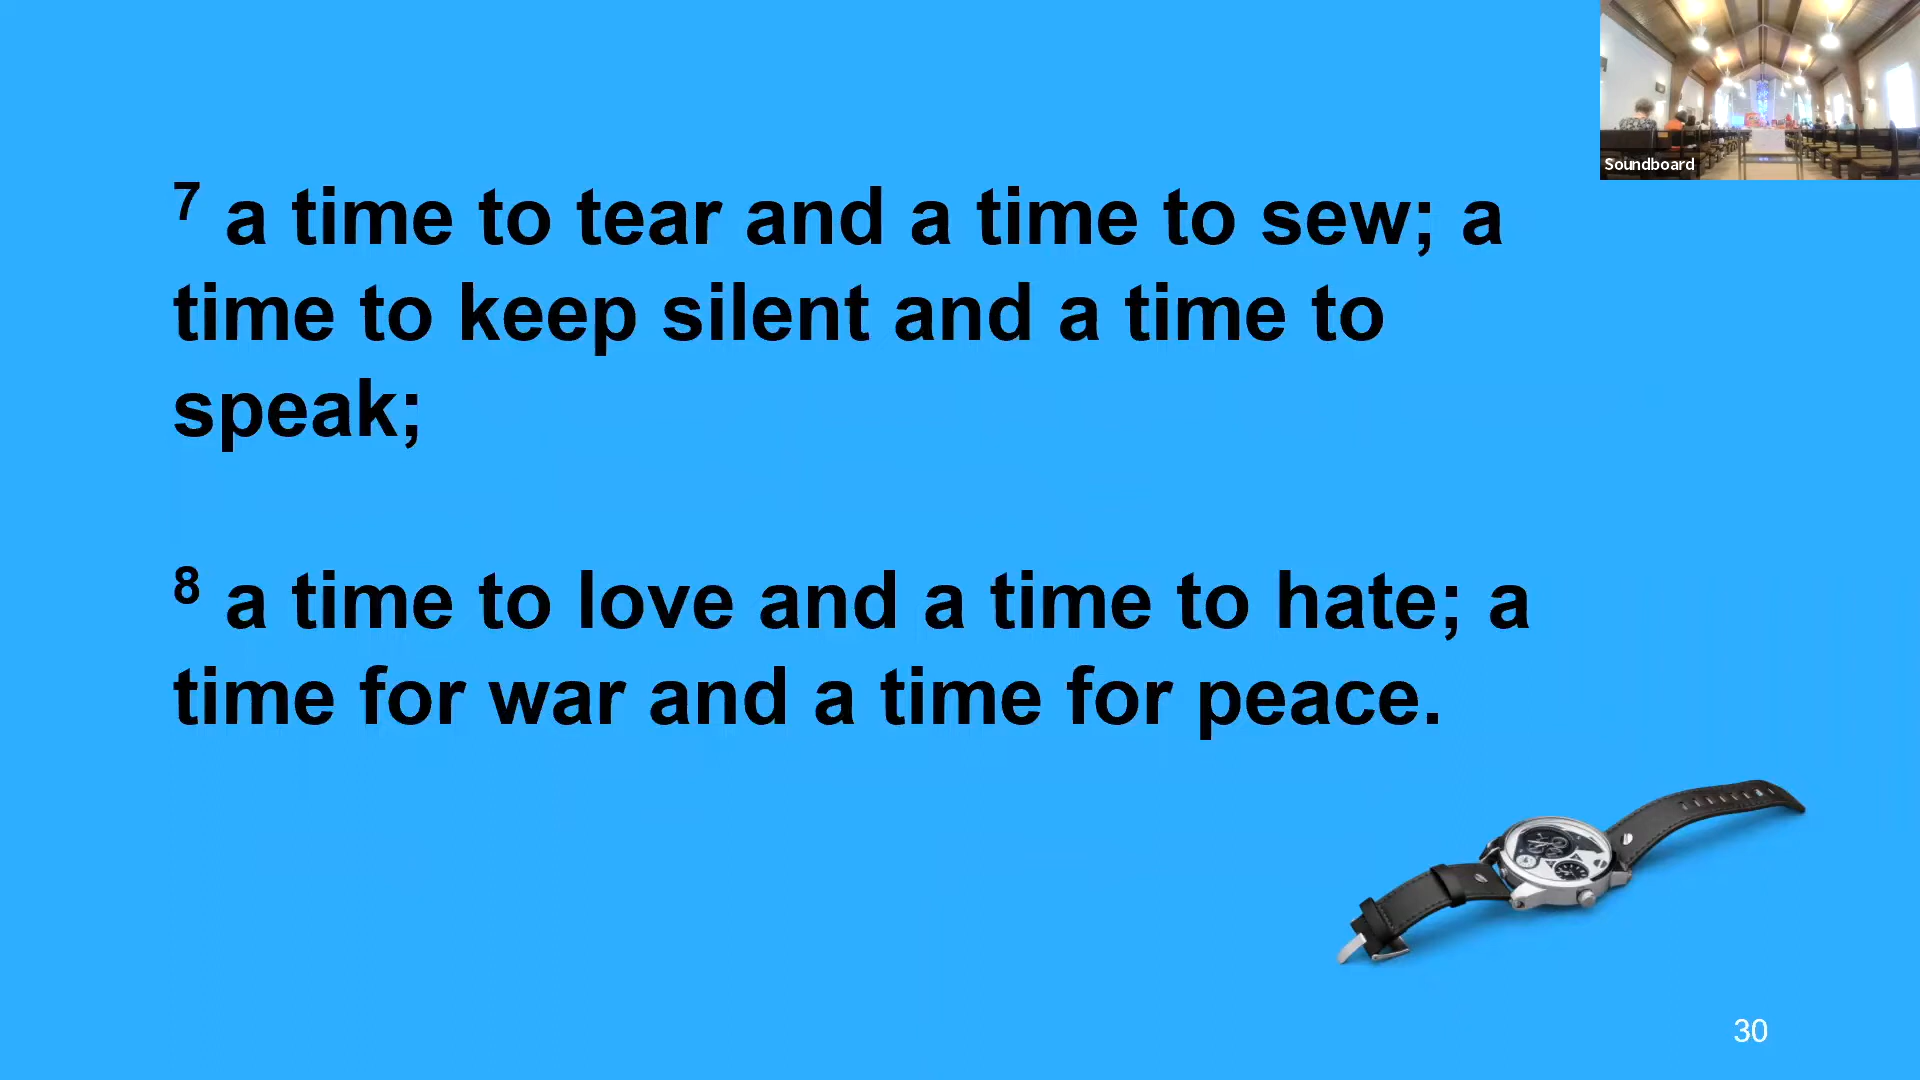 Soundboard
7 a time to tear and a time to sew; a
time to keep silent and a time to
speak;
8 a time to love and a time to hate; a
time for war and a time for peace.
30